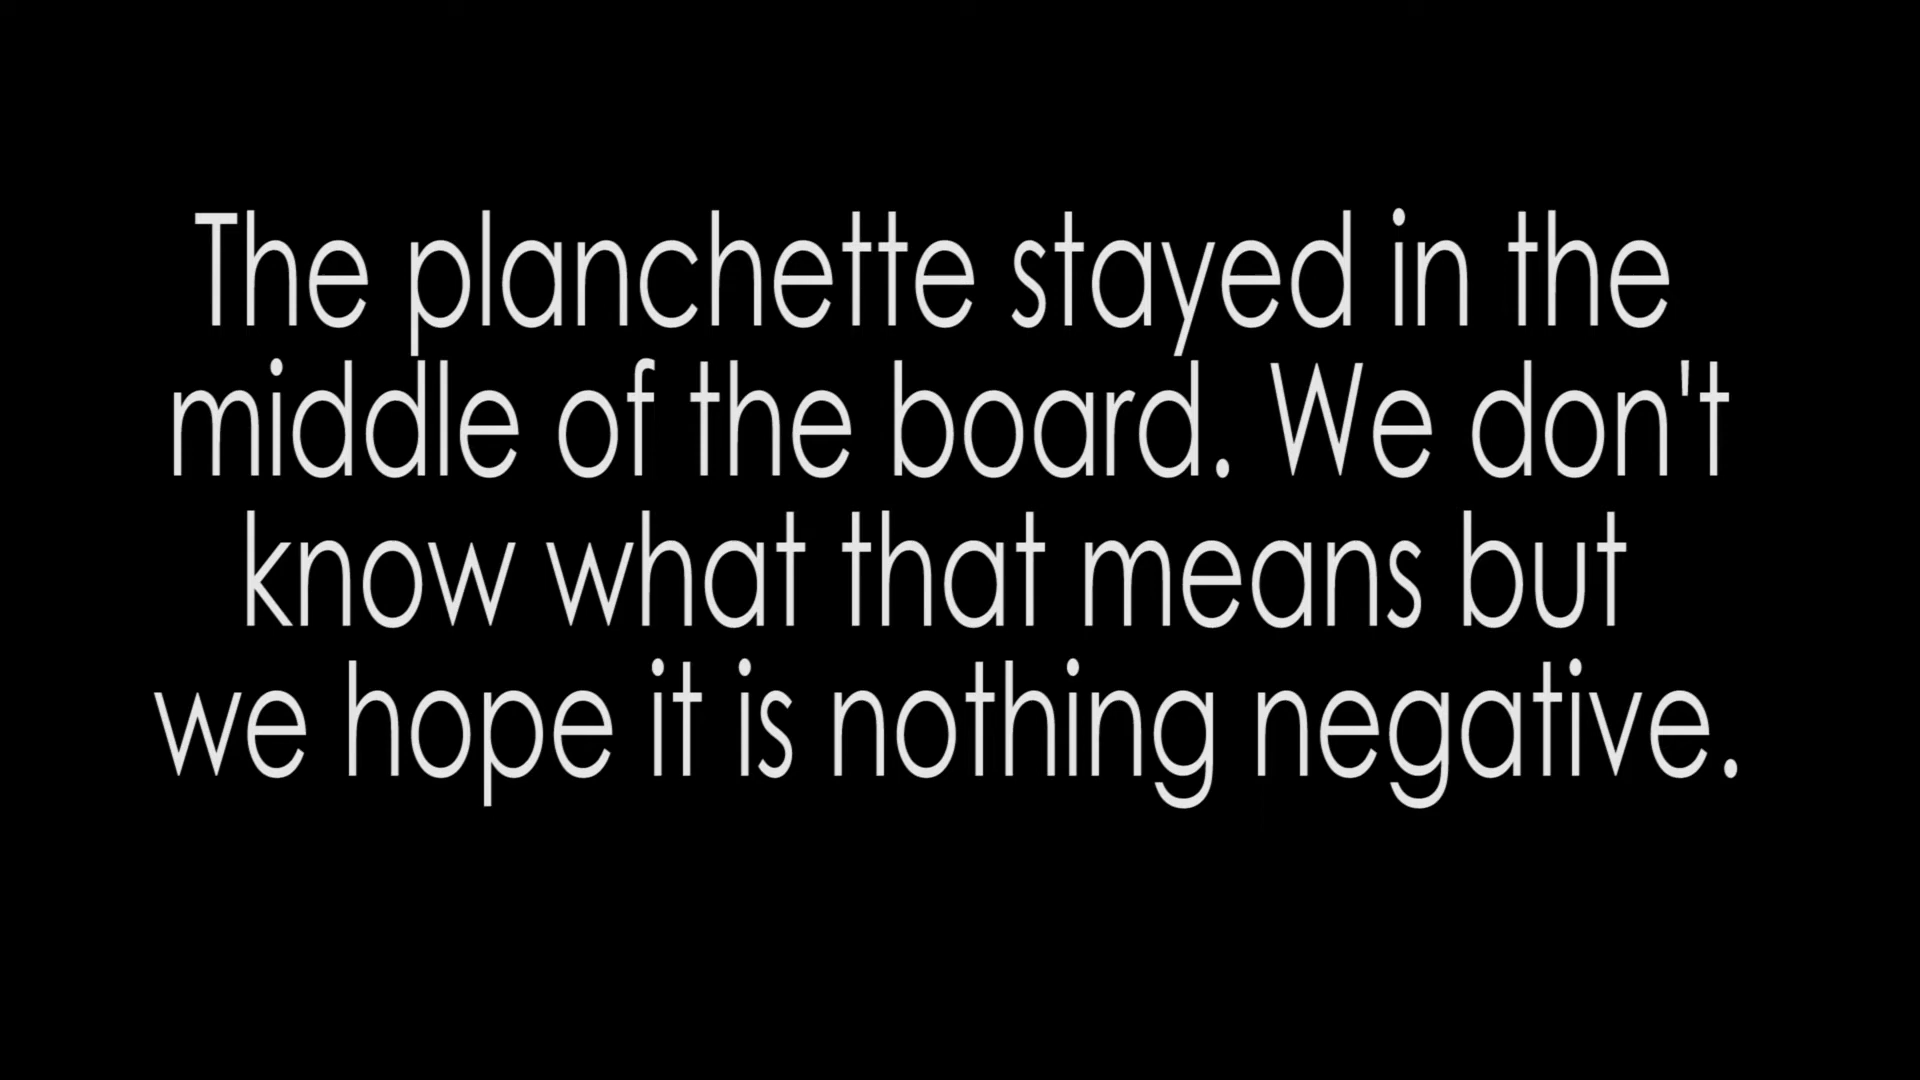 The planchette stayed in the
middle of the board. We don't
know what that means but
we hope it is nothing negative.